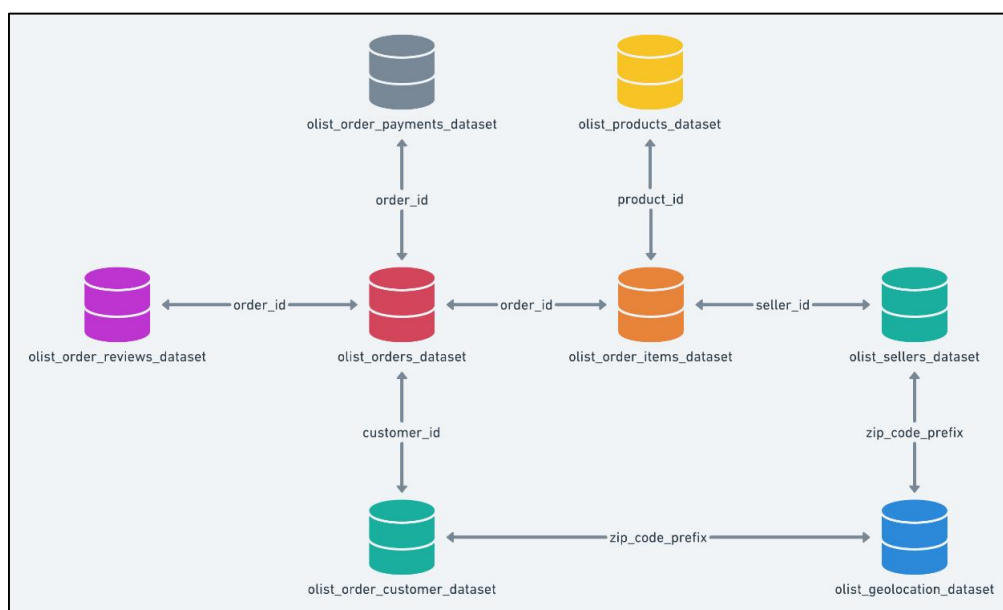 olist_order_payments_dataset
olist_products_dataset
order_id
product_id
order_id
order_id
seller_id
olist_order_reviews_dataset
olist_orders_dataset
olist_order_items_dataset
olist_sellers_dataset
customer_id
zip_code_prefix
zip_code_prefix
olist_order_customer_dataset
olist_geolocation_dataset